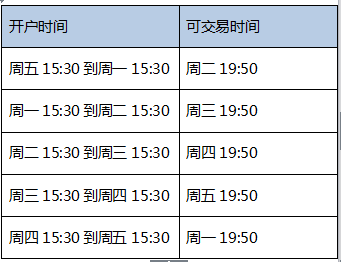 开户时间 可交易时间
周五 15:30 到周一 15:30 周二 19:50
周一 15:30 到周二 15:30 周三 19:50
周二 15:30 到周三 15:30 周四 19:50
周三 15:30 到周四 15:30 周五 19:50
周四 15:30 到周五 15:30 周一 19:50